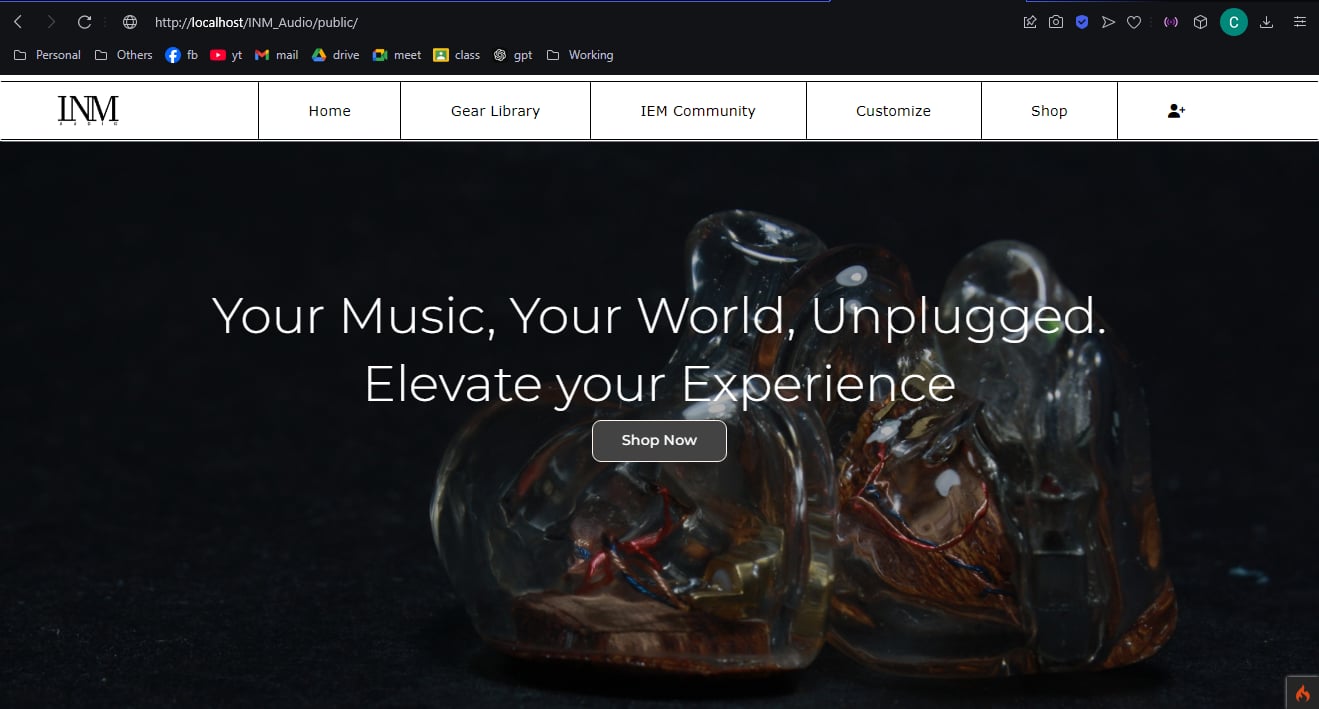 http://localhost/INM_Audio/public/
C
Personal Others fb yt mail drive meet class gpt Working
INM
AUDIO
Home Gear Library IEM Community Customize Shop
Your Music, Your World, Unplugged.
Elevate your Experience
Shop Now